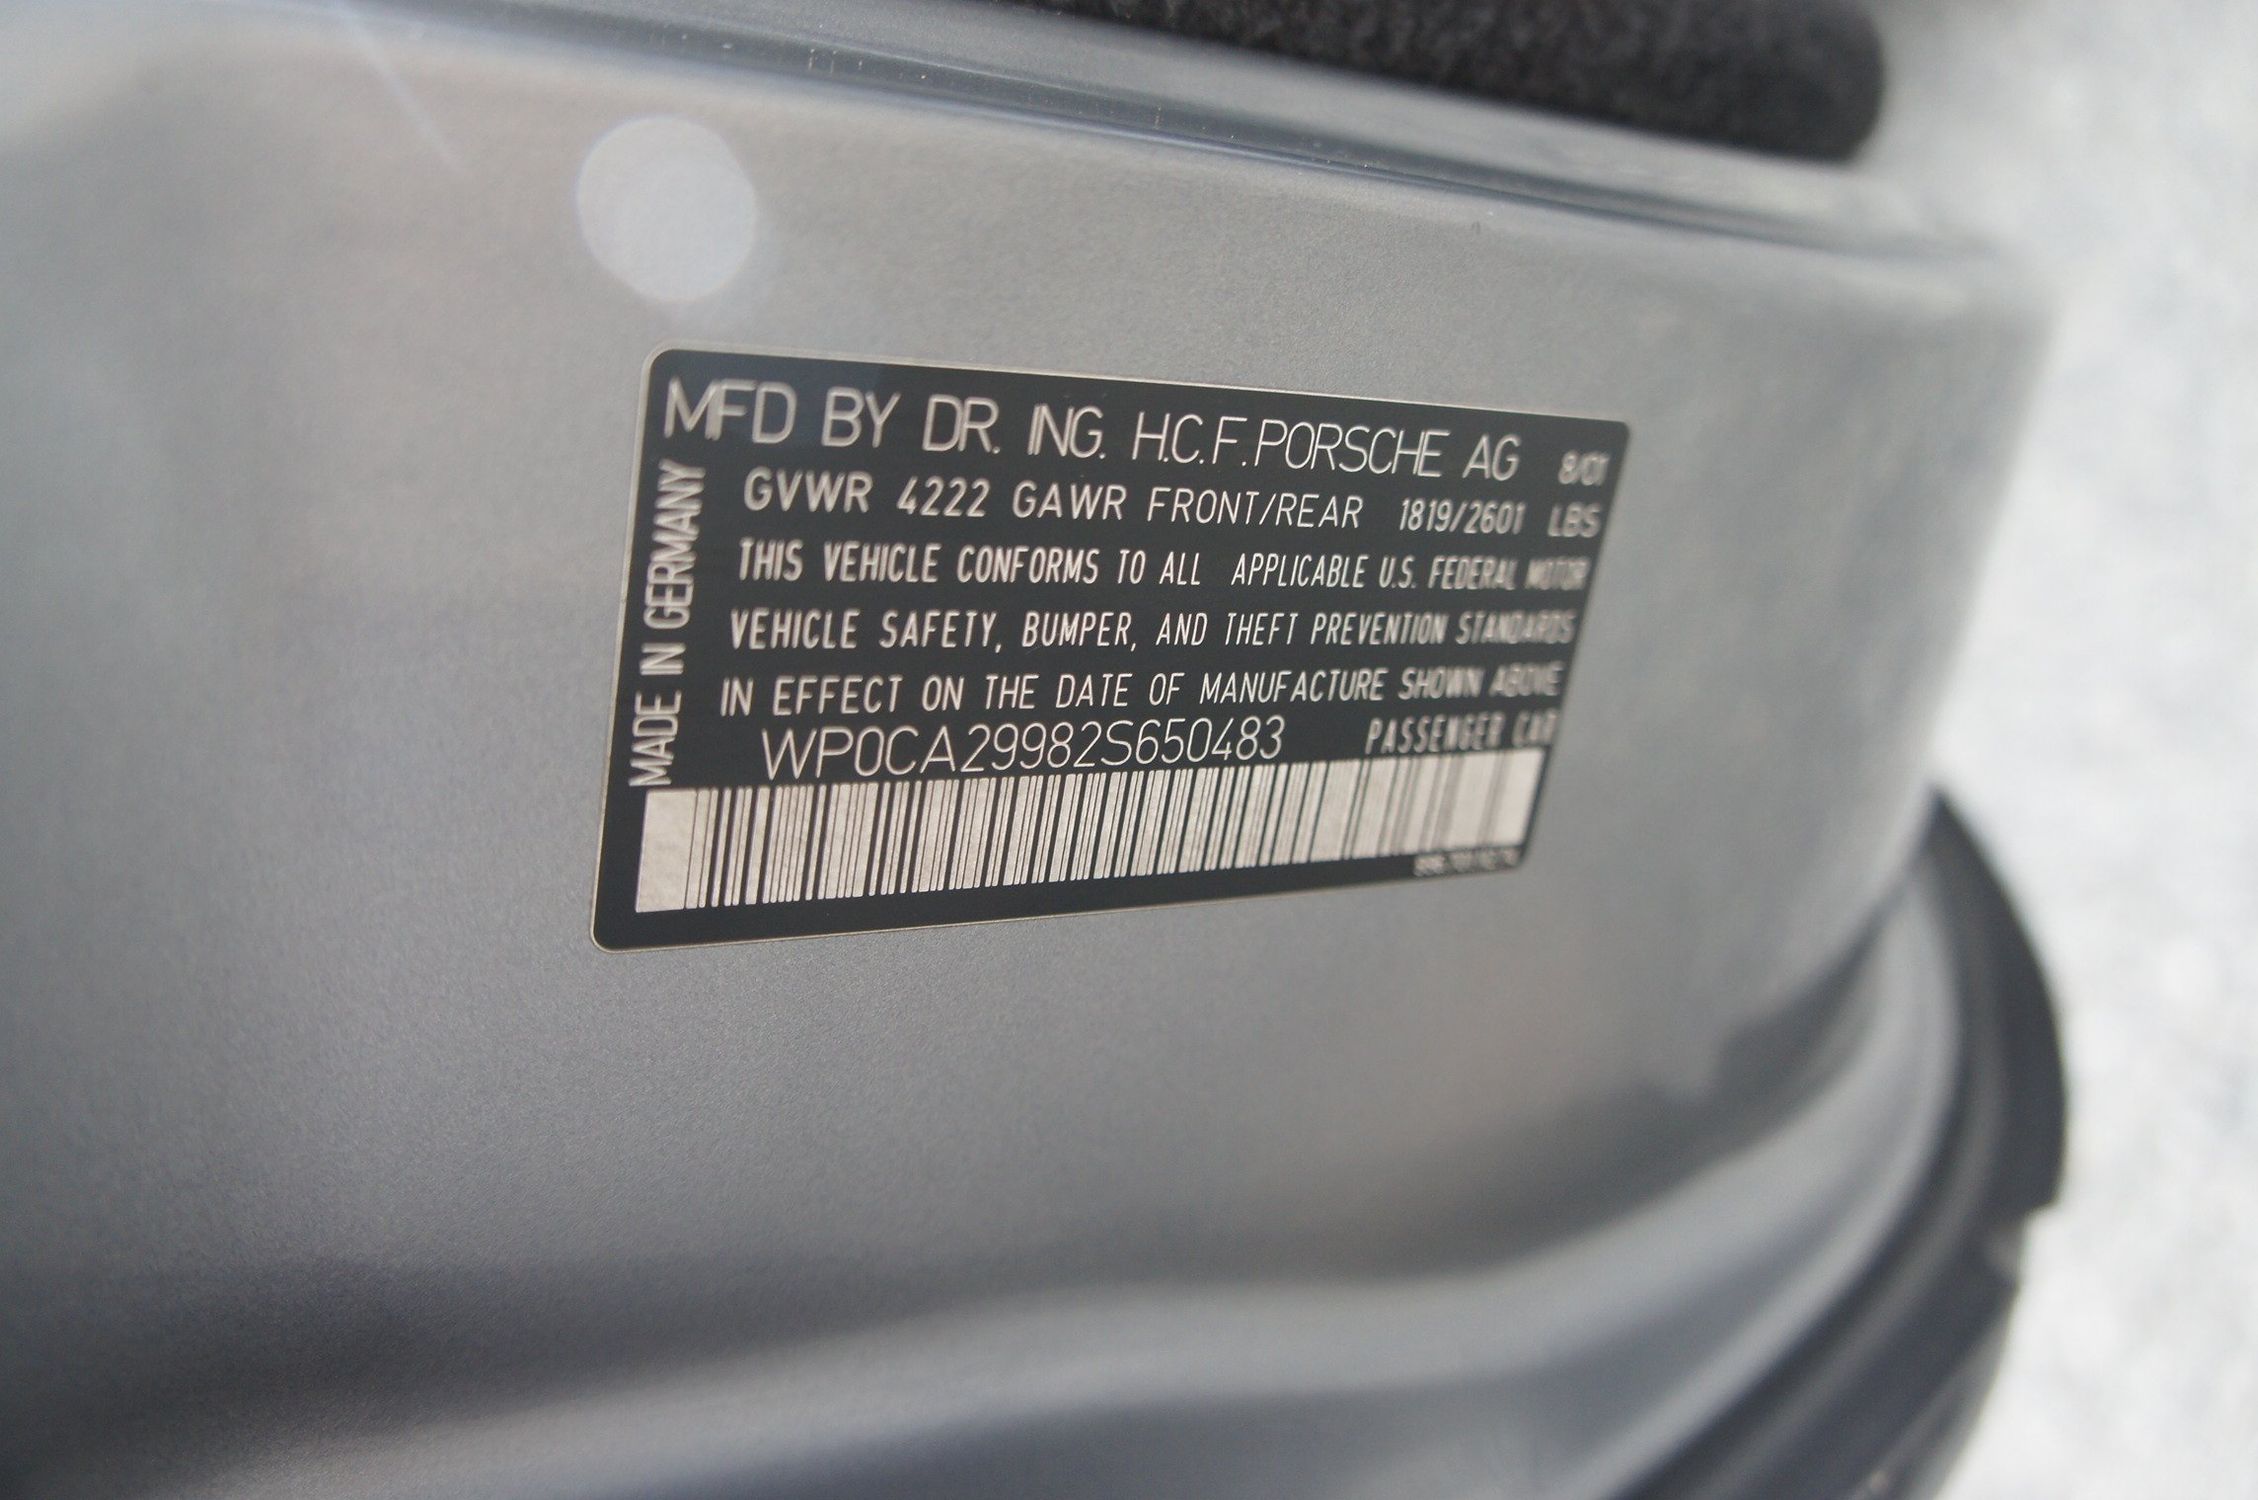 MFD BY DR. ING. H.C.F.PORSCHE AG 8/01
GVWR 4222 GAWR FRONT/REAR 1819/2601 LBS
THIS VEHICLE CONFORMS TO ALL APPLICABLE U.S. FEDERAL MOTOR
VEHICLE SAFETY, BUMPER, AND THEFT PREVENTION STANDARDS
IN EFFECT ON THE DATE OF MANUFACTURE SHOWN ABOVE
WP0CA29982S650483 PASSENGER CAR
MADE IN GERMANY